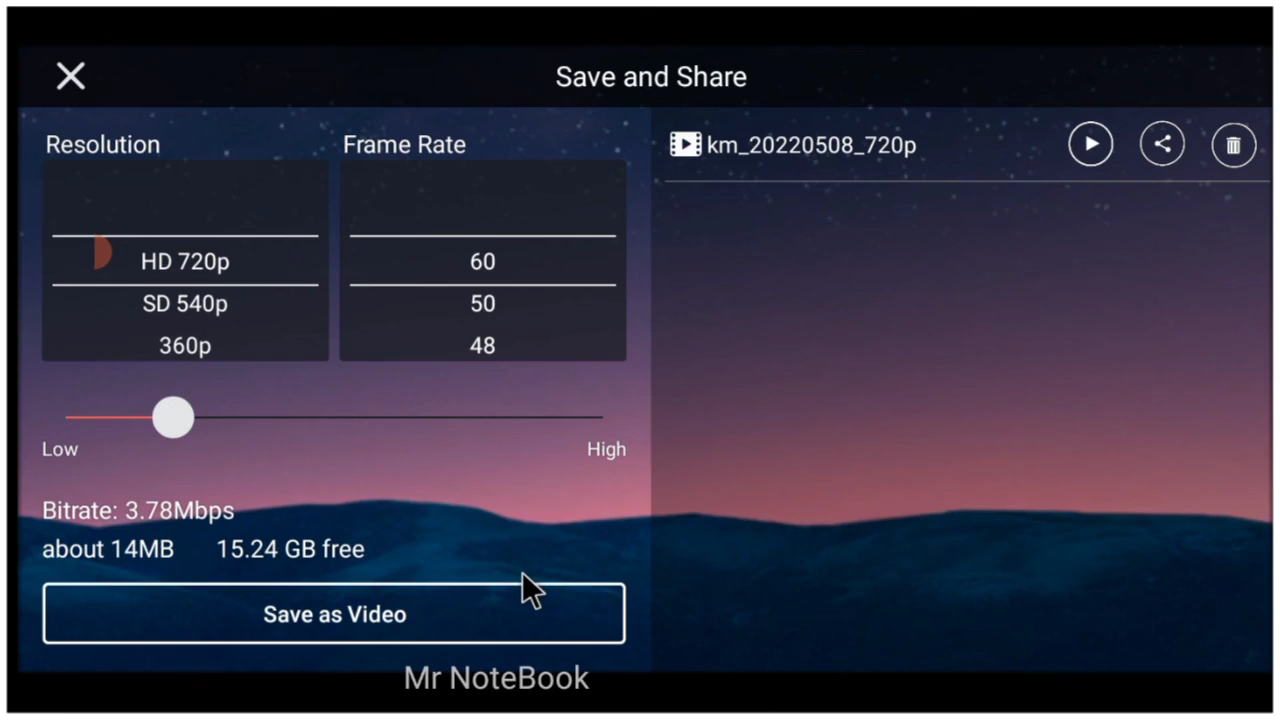 Save and Share
Resolution
Frame Rate
km_20220508_720p
HD 720p
SD 540p
360p
60
50
48
Low
High
Bitrate: 3.78Mbps
about 14MB 15.24 GB free
Save as Video
Mr NoteBook